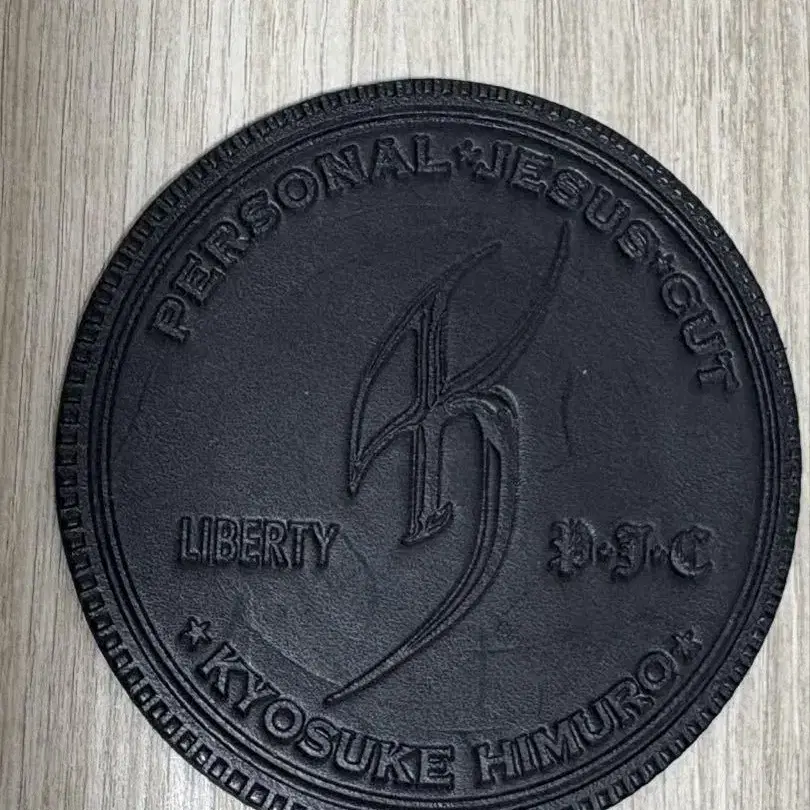 PERSONAL★JESUS★CUT
LIBERTY
P·J·C
★KYOSUKE HIMURO★